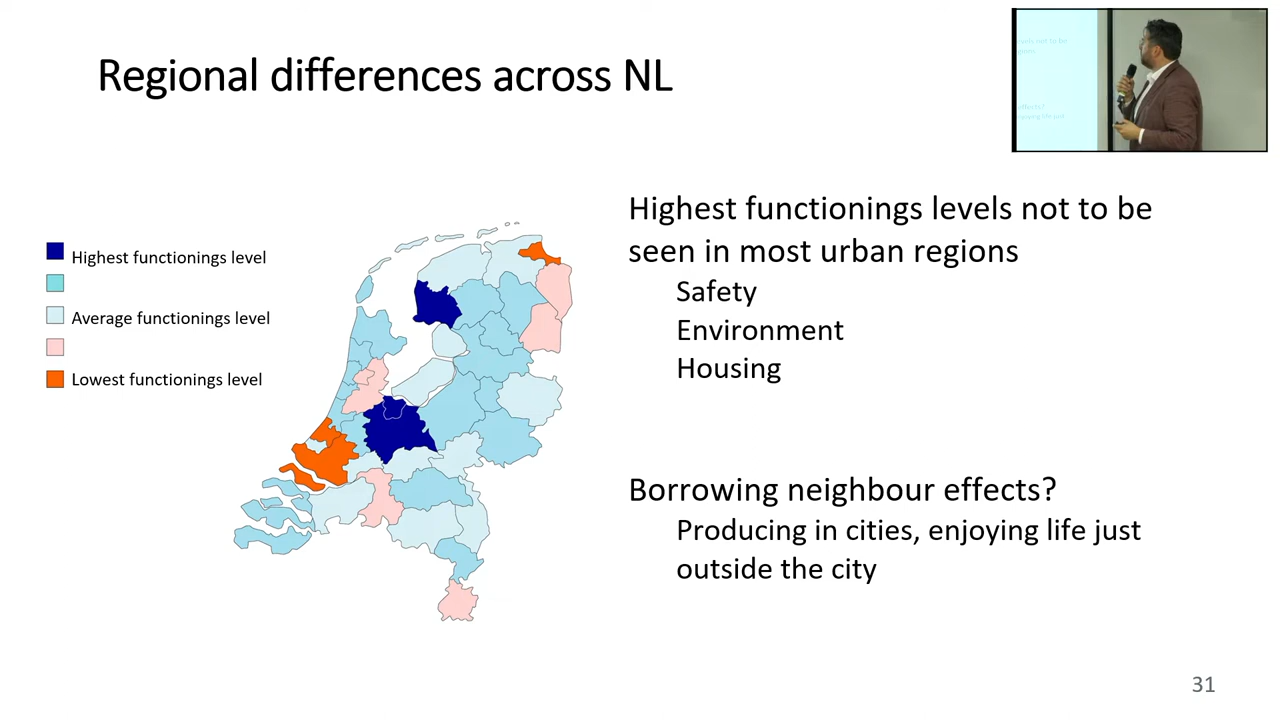 Regional differences across NL
Highest functionings level
Average functionings level
Lowest functionings level
Highest functionings levels not to be
seen in most urban regions
Safety
Environment
Housing
Borrowing neighbour effects?
Producing in cities, enjoying life just
outside the city
31